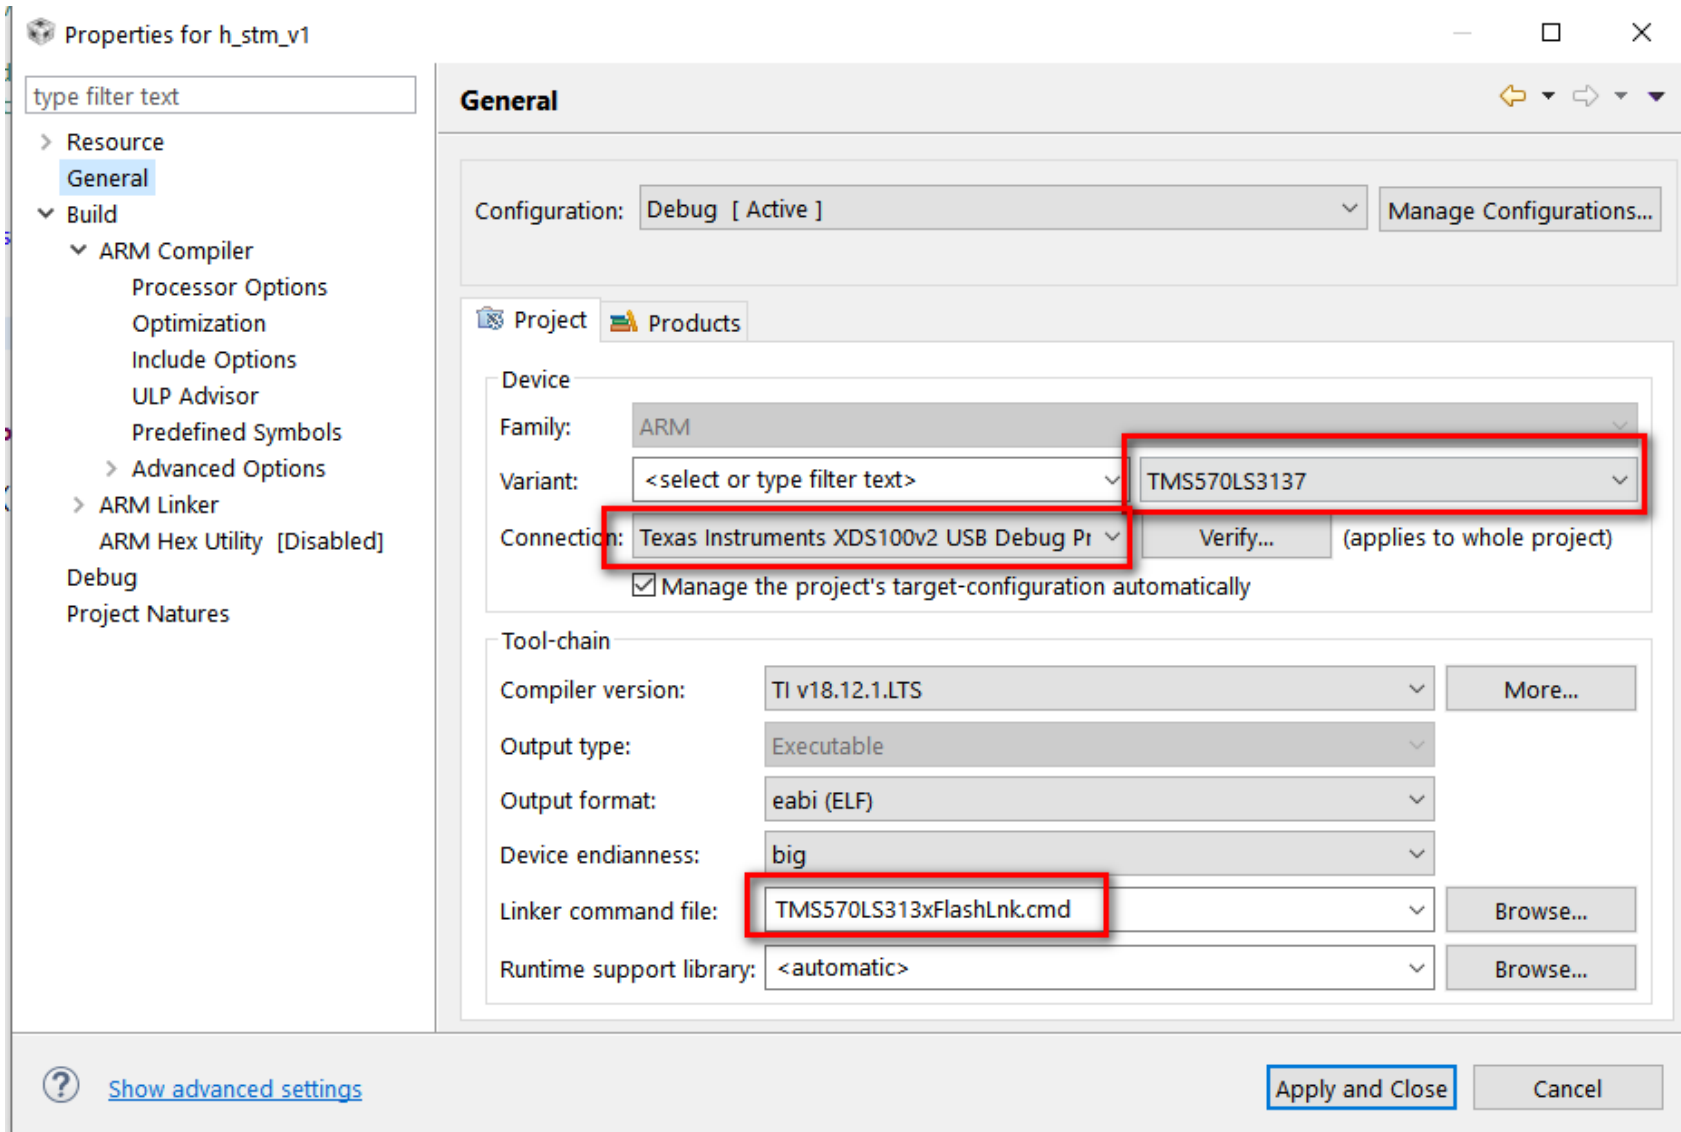 Properties for h_stm_v1
type filter text
Resource
General
Build
ARM Compiler
Processor Options
Optimization
Include Options
ULP Advisor
Predefined Symbols
Advanced Options
ARM Linker
ARM Hex Utility [Disabled]
Debug
Project Natures
General
Configuration: Debug [ Active ] Manage Configurations...
Project Products
Device
Family: ARM
Variant: <select or type filter text> TMS570LS3137
Connection: Texas Instruments XDS100v2 USB Debug Pr Verify... (applies to whole project)
Manage the project's target-configuration automatically
Tool-chain
Compiler version: TI v18.12.1.LTS More...
Output type: Executable
Output format: eabi (ELF)
Device endianness: big
Linker command file: TMS570LS313xFlashLnk.cmd Browse...
Runtime support library: <automatic> Browse...
? Show advanced settings Apply and Close Cancel